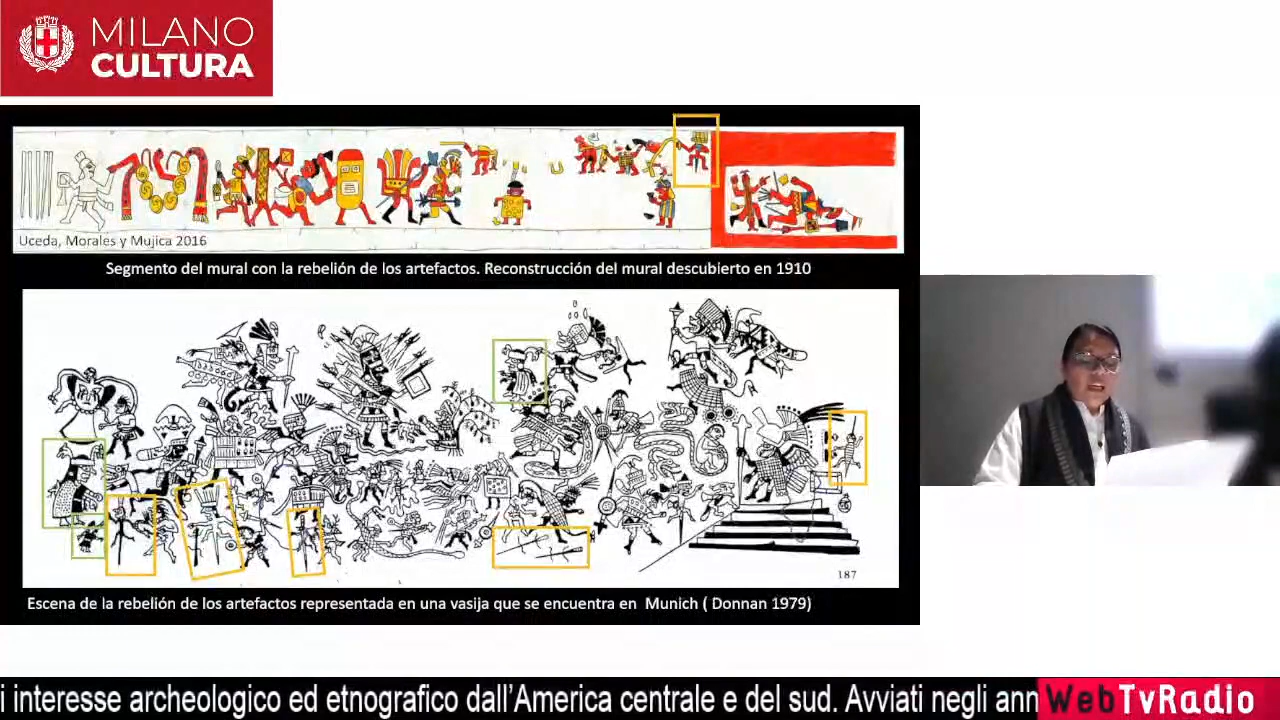 MILANO
CULTURA
Uceda, Morales y Mujica 2016
Segmento del mural con la rebelión de los artefactos. Reconstrucción del mural descubierto en 1910
187
Escena de la rebelión de los artefactos representada en una vasija que se encuentra en Munich ( Donnan 1979)
i interesse archeologico ed etnografico dall'America centrale e del sud. Avviati negli ann
WebTvRadio